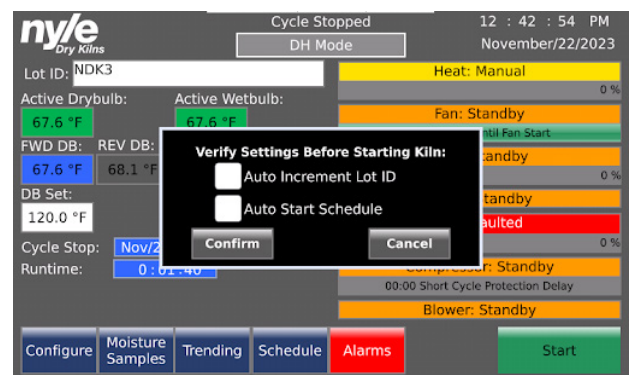 nyle
Dry Kilns
Cycle Stopped
DH Mode
12 : 42 : 54 PM
November/22/2023
Lot ID: NDK3
Active Drybulb: Active Wetbulb:
67.6 °F 67.6 °F
FWD DB: REV DB:
67.6 °F 68.1 °F
DB Set:
120.0 °F
Cycle Stop: Nov/2
Runtime: 0 : 01 : 40
Heat: Manual
0 %
Fan: Standby
ntil Fan Start
tandby
0 %
tandby
aulted
0 %
Compressor: Standby
00:00 Short Cycle Protection Delay
Blower: Standby
Verify Settings Before Starting Kiln:
Auto Increment Lot ID
Auto Start Schedule
Confirm Cancel
Configure Moisture Samples Trending Schedule Alarms Start